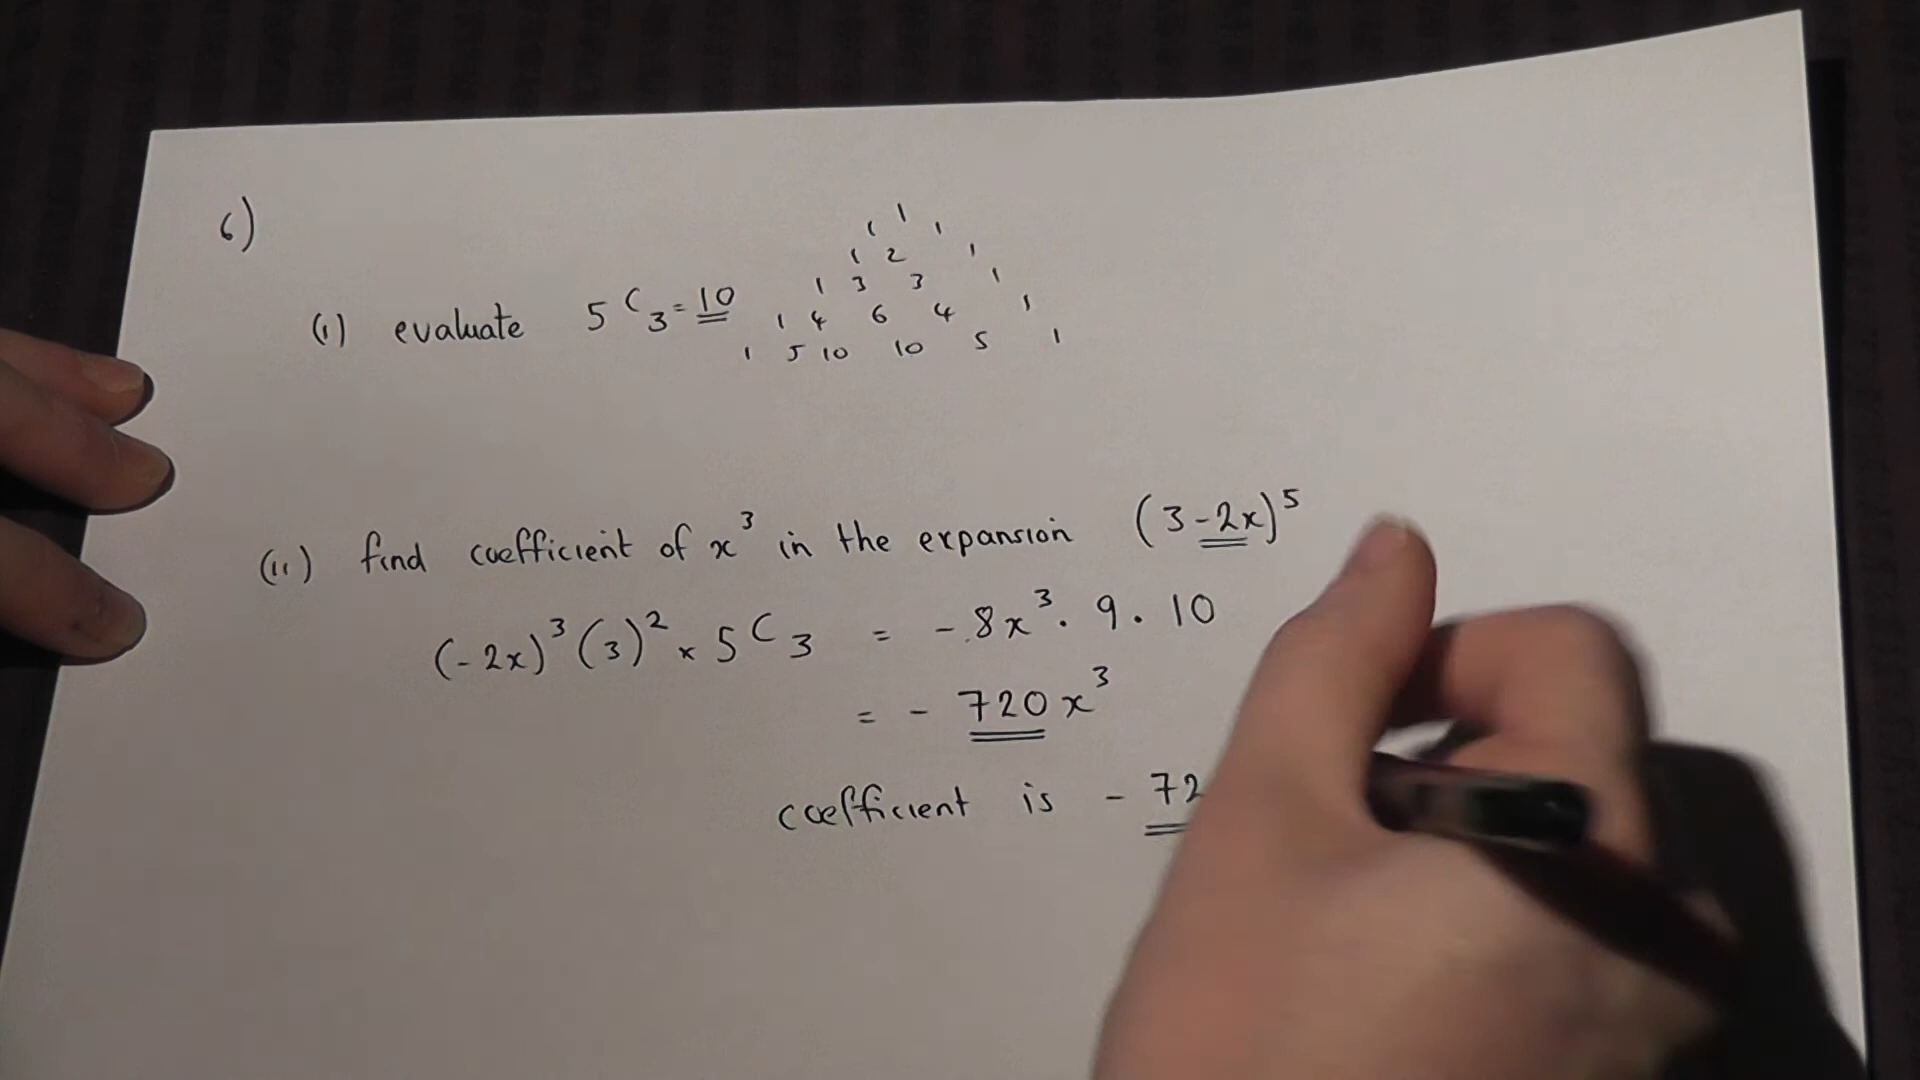 6)
1
1 1
1 2 1
1 3 3 1
(i) evaluate 5C3 = 10
1 4 6 4 1
1 5 10 10 5 1
(ii) find coefficient of x³ in the expansion (3-2x)⁵
(-2x)³(3)² × 5C3 = -8x³ . 9 . 10
= - 720x³
coefficient is - 72